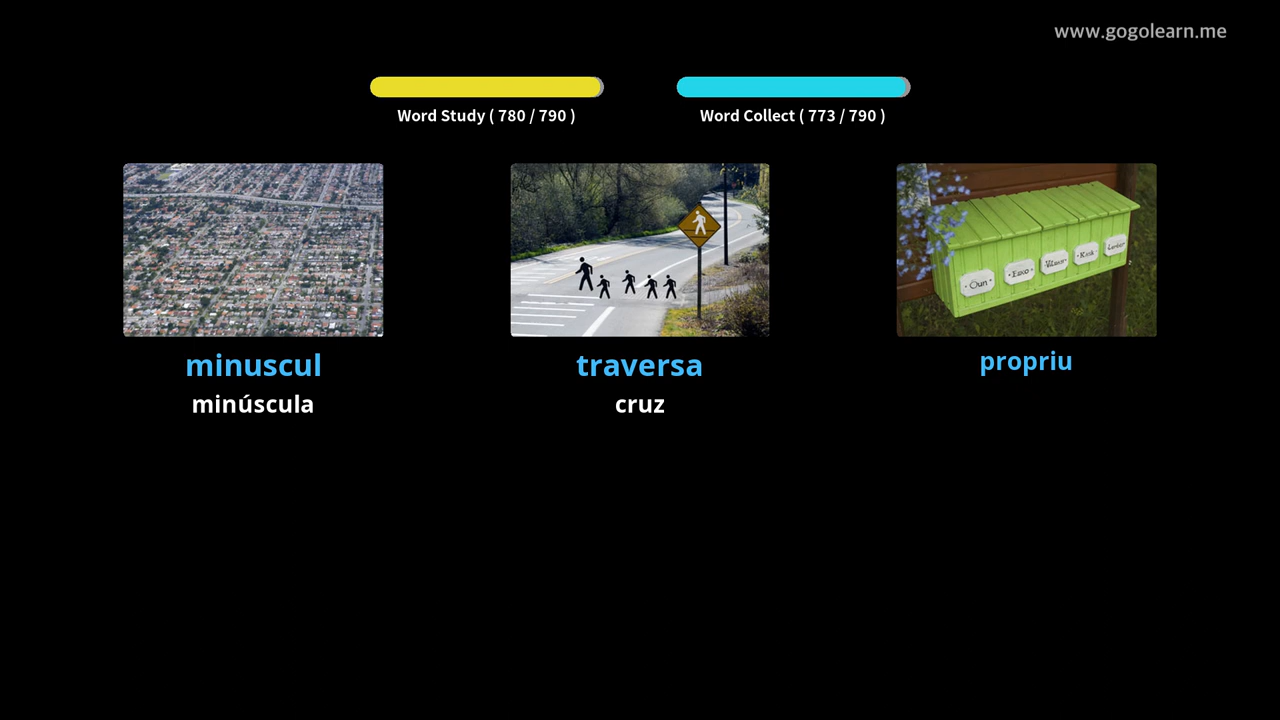 www.gogolearn.me
Word Study ( 780 / 790 )
Word Collect ( 773 / 790 )
minuscul
minúscula
traversa
cruz
propriu